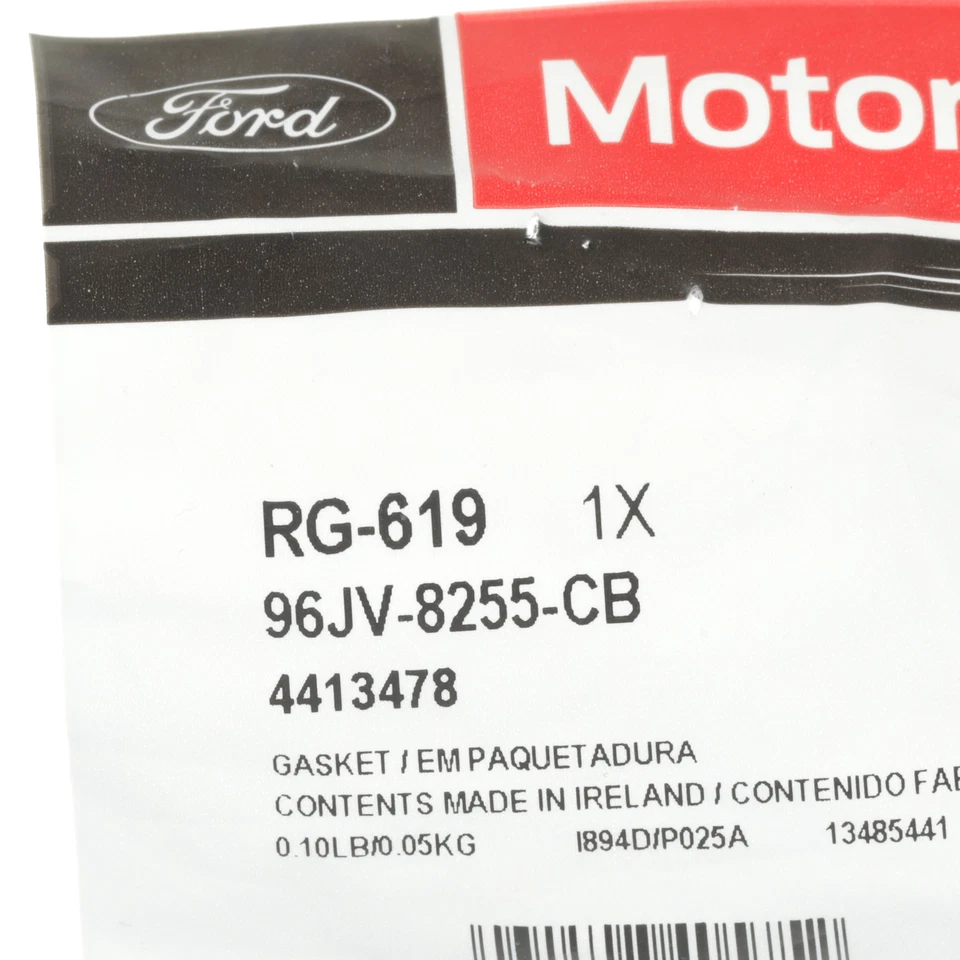 Ford
Motor
RG-619 1X
96JV-8255-CB
4413478
GASKET / EM PAQUETADURA
CONTENTS MADE IN IRELAND / CONTENIDO FAB
0.10LB/0.05KG I894D/P025A 13485441